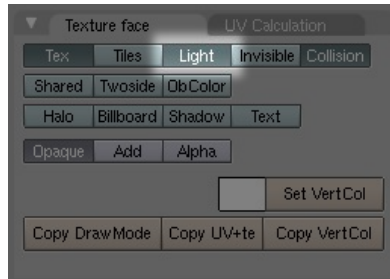 Texture face UV Calculation
Tex Tiles Light Invisible Collision
Shared Twoside ObColor
Halo Billboard Shadow Text
Opaque Add Alpha
Set VertCol
Copy DrawMode Copy UV+te Copy VertCol